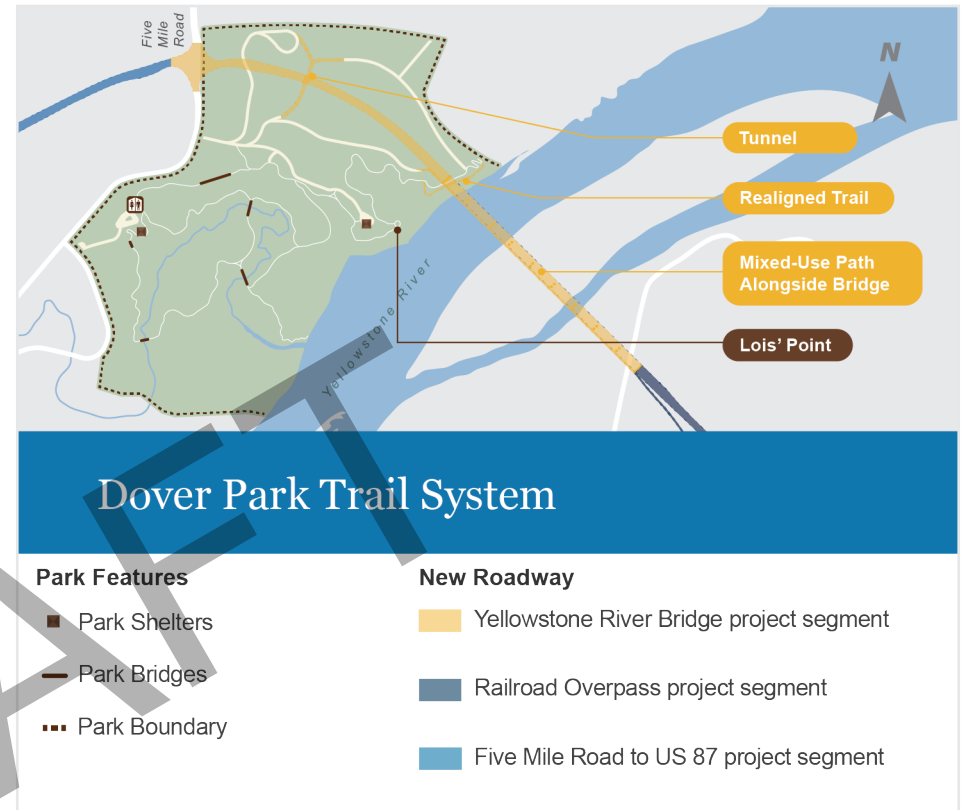 Five
Mile
Road
N
Tunnel
Realigned Trail
Mixed-Use Path
Alongside Bridge
Lois' Point
Yellowstone River
Dover Park Trail System
Park Features
Park Shelters
Park Bridges
Park Boundary
New Roadway
Yellowstone River Bridge project segment
Railroad Overpass project segment
Five Mile Road to US 87 project segment
AFT